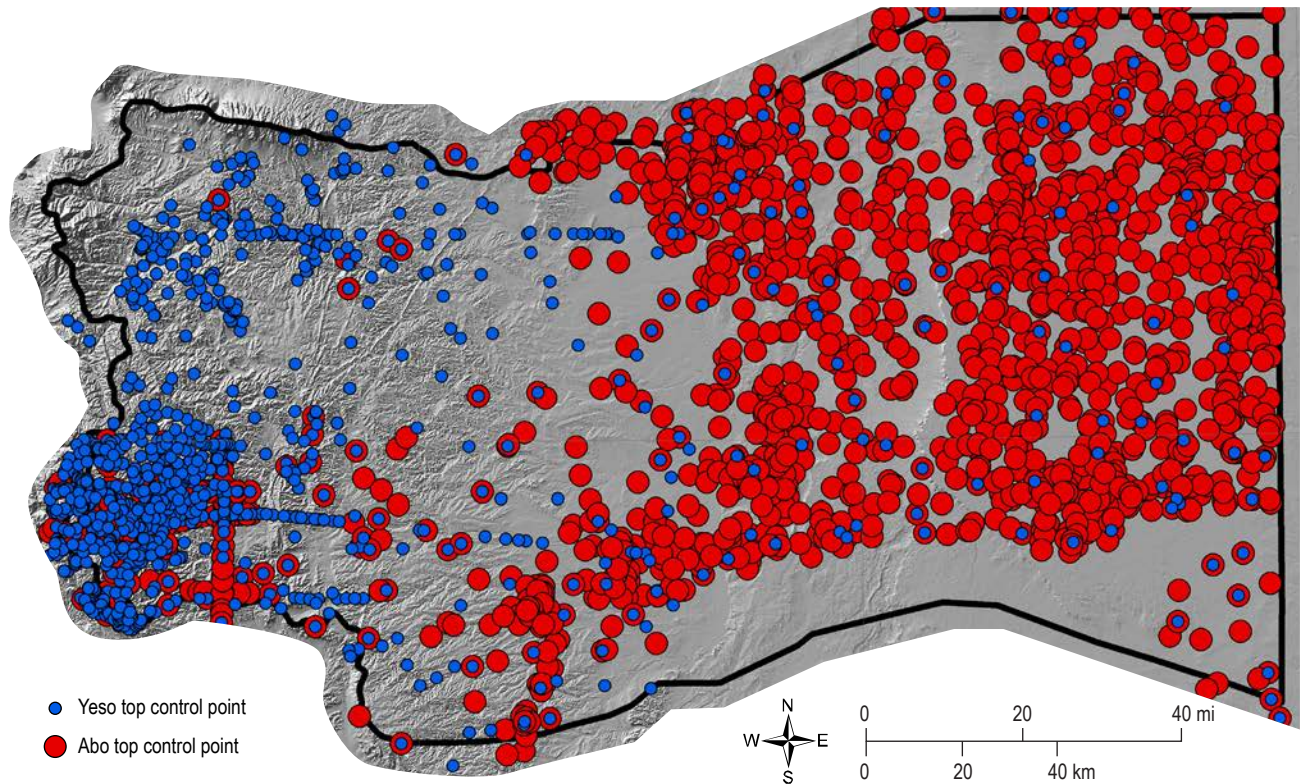 Yeso top control point
Abo top control point
N
W E
S
0 20 40 mi
0 20 40 km